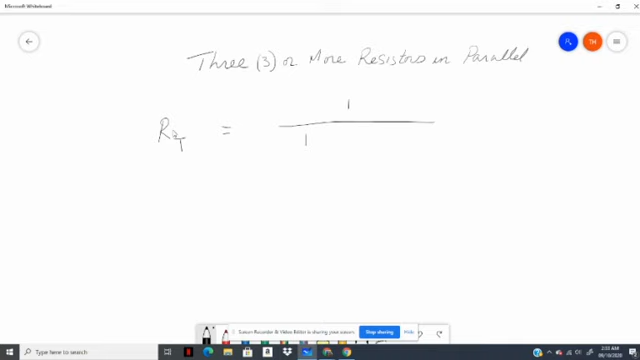 Microsoft Whiteboard
Three (3) or More Resistors in Parallel
1
R T =
1
Screen Recorder & Video Editor is sharing your screen.
Stop sharing
Hide
Type here to search